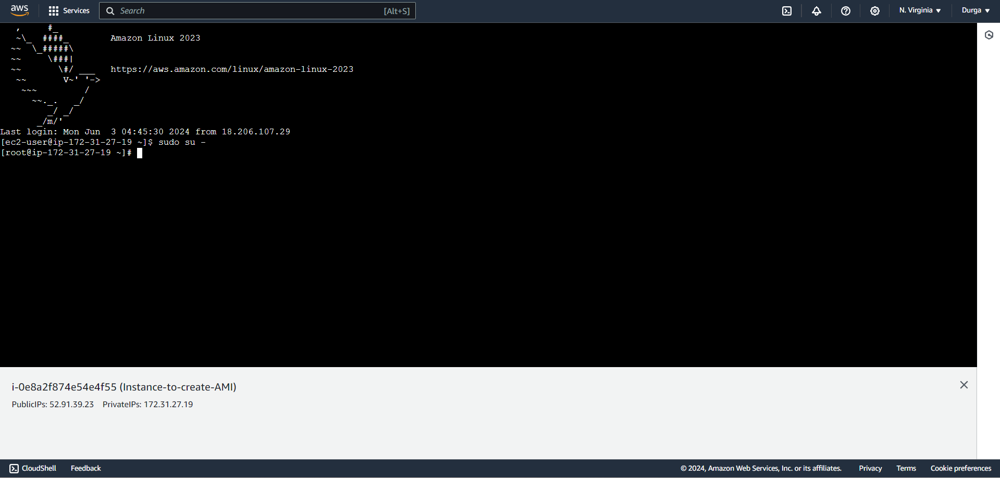 aws Services Search [Alt+S] N. Virginia Durga
   ,     #_
   ~\_  ####_        Amazon Linux 2023
  ~~  \_#####\
  ~~     \###|
  ~~       \#/ ___   https://aws.amazon.com/linux/amazon-linux-2023
   ~~       V~' '->
    ~~~         /
      ~~._.   _/
         _/ _/
       _/m/'
Last login: Mon Jun  3 04:45:30 2024 from 18.206.107.29
[ec2-user@ip-172-31-27-19 ~]$ sudo su -
[root@ip-172-31-27-19 ~]#
i-0e8a2f874e54e4f55 (Instance-to-create-AMI)
PublicIPs: 52.91.39.23 PrivateIPs: 172.31.27.19
CloudShell Feedback © 2024, Amazon Web Services, Inc. or its affiliates. Privacy Terms Cookie preferences